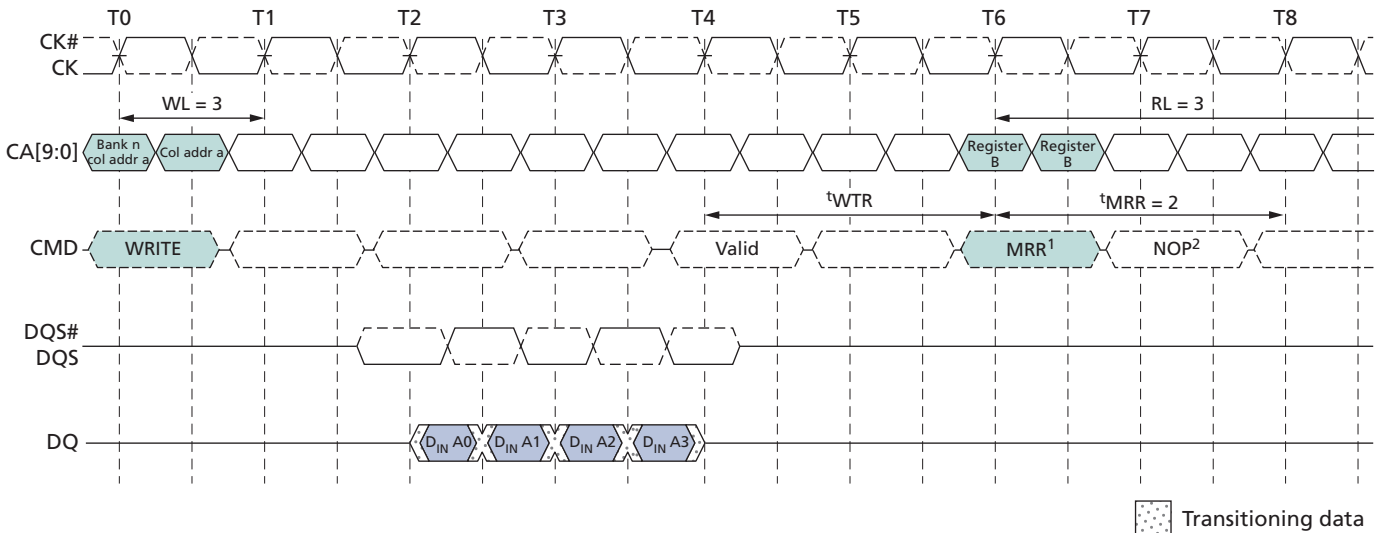 T0 T1 T2 T3 T4 T5 T6 T7 T8
CK#
CK
WL = 3
RL = 3
CA[9:0]
Bank n
col addr a
Col addr a
Register
B
Register
B
tWTR
tMRR = 2
CMD
WRITE
Valid
MRR1
NOP2
DQS#
DQS
DQ
DIN A0
DIN A1
DIN A2
DIN A3
Transitioning data